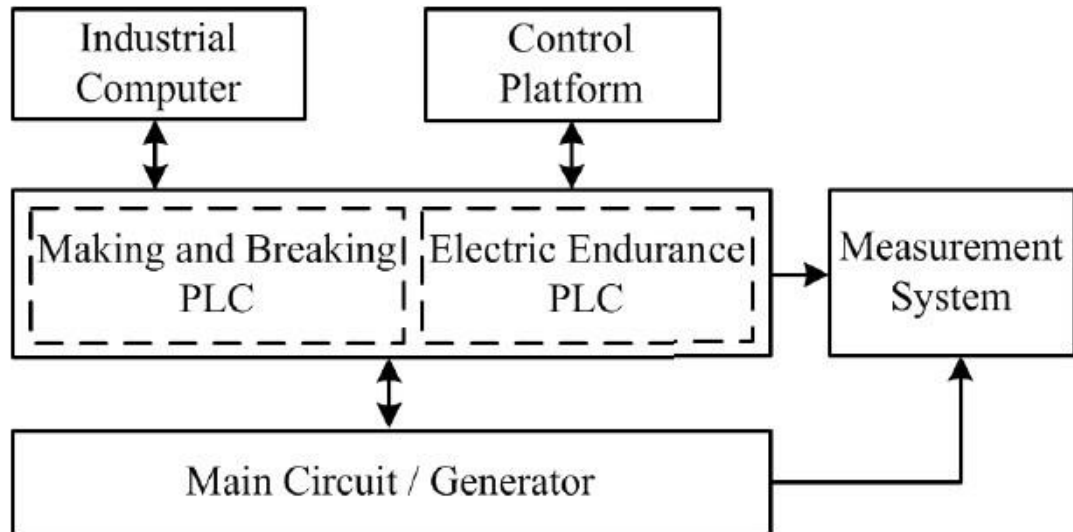 Industrial
Computer
Control
Platform
Making and Breaking
PLC
Electric Endurance
PLC
Measurement
System
Main Circuit / Generator